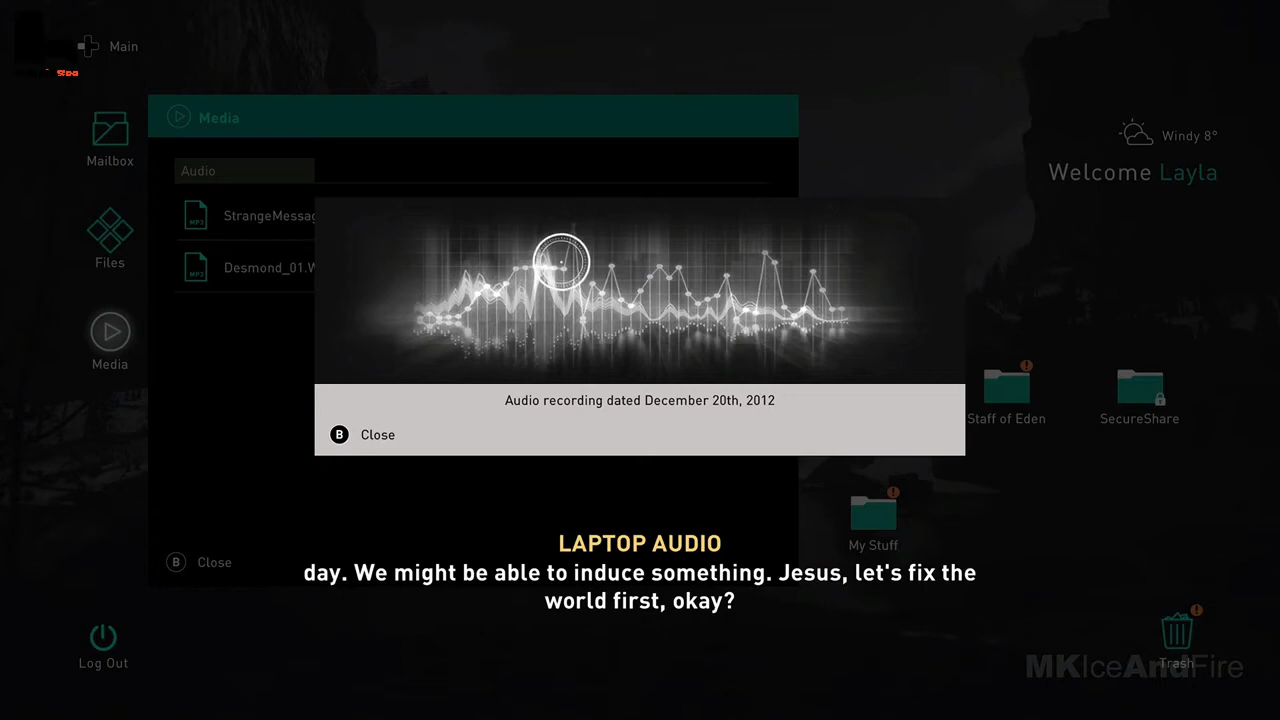 Main
Media
Windy 8°
Mailbox
Welcome Layla
Audio
MP3
StrangeMessag
Files
MP3
Desmond_01.W
Media
Audio recording dated December 20th, 2012
Staff of Eden
SecureShare
B Close
LAPTOP AUDIO
My Stuff
B Close
day. We might be able to induce something. Jesus, let's fix the
world first, okay?
Log Out
Trash
MKIceAndFire